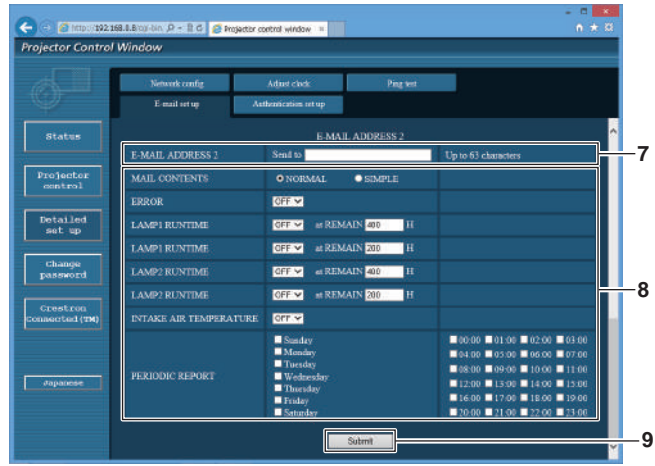 http://192.168.8.8/cgi-bin Projector control window
Projector Control Window
Network config Adjust clock Ping test
E-mail set up Authentication set up
Status
Projector control
Detailed set up
Change password
Crestron Connected(TM)
Japanese
E-MAIL ADDRESS 2
E-MAIL ADDRESS 2 Send to Up to 63 characters
7
MAIL CONTENTS NORMAL SIMPLE
ERROR OFF
LAMP1 RUNTIME OFF at REMAIN 400 H
LAMP1 RUNTIME OFF at REMAIN 200 H
LAMP2 RUNTIME OFF at REMAIN 400 H
8
LAMP2 RUNTIME OFF at REMAIN 200 H
INTAKE AIR TEMPERATURE OFF
PERIODIC REPORT
Sunday
Monday
Tuesday
Wednesday
Thursday
Friday
Saturday
00:00 01:00 02:00 03:00
04:00 05:00 06:00 07:00
08:00 09:00 10:00 11:00
12:00 13:00 14:00 15:00
16:00 17:00 18:00 19:00
20:00 21:00 22:00 23:00
Submit
9